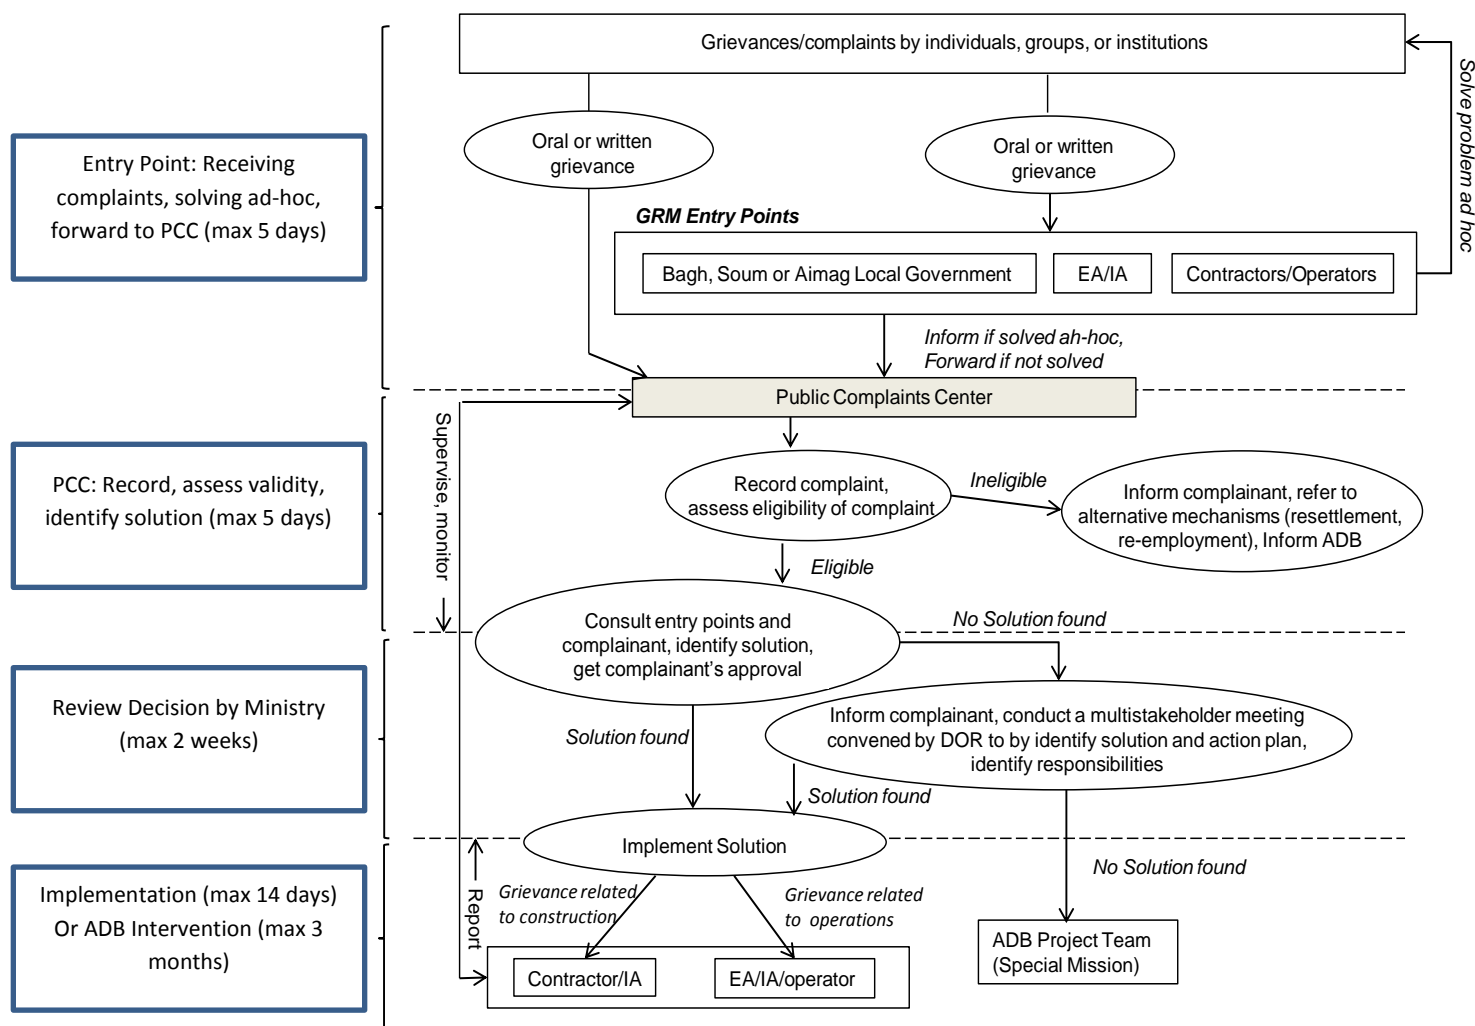 Grievances/complaints by individuals, groups, or institutions
Solve problem ad hoc
Oral or written
grievance
Oral or written
grievance
Entry Point: Receiving
complaints, solving ad-hoc,
forward to PCC (max 5 days)
GRM Entry Points
Bagh, Soum or Aimag Local Government
EA/IA
Contractors/Operators
Inform if solved ah-hoc,
Forward if not solved
Public Complaints Center
Supervise, monitor
PCC: Record, assess validity,
identify solution (max 5 days)
Record complaint,
assess eligibility of complaint
Ineligible
Inform complainant, refer to
alternative mechanisms (resettlement,
re-employment), Inform ADB
Eligible
Consult entry points and
complainant, identify solution,
get complainant's approval
No Solution found
Review Decision by Ministry
(max 2 weeks)
Solution found
Inform complainant, conduct a multistakeholder meeting
convened by DOR to by identify solution and action plan,
identify responsibilities
Solution found
Implement Solution
No Solution found
Implementation (max 14 days)
Or ADB Intervention (max 3
months)
Report
Grievance related
to construction
Grievance related
to operations
Contractor/IA
EA/IA/operator
ADB Project Team
(Special Mission)